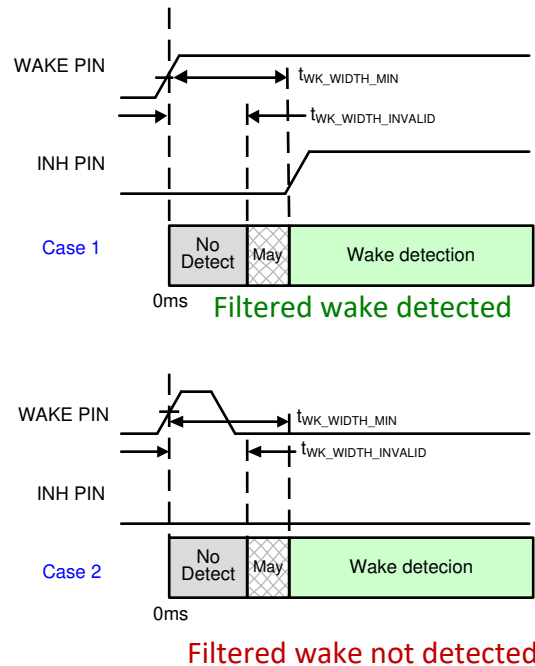 WAKE PIN
tWK_WIDTH_MIN
tWK_WIDTH_INVALID
INH PIN
Case 1
No
Detect
May
Wake detection
0ms
Filtered wake detected
WAKE PIN
tWK_WIDTH_MIN
tWK_WIDTH_INVALID
INH PIN
Case 2
No
Detect
May
Wake detecion
0ms
Filtered wake not detected